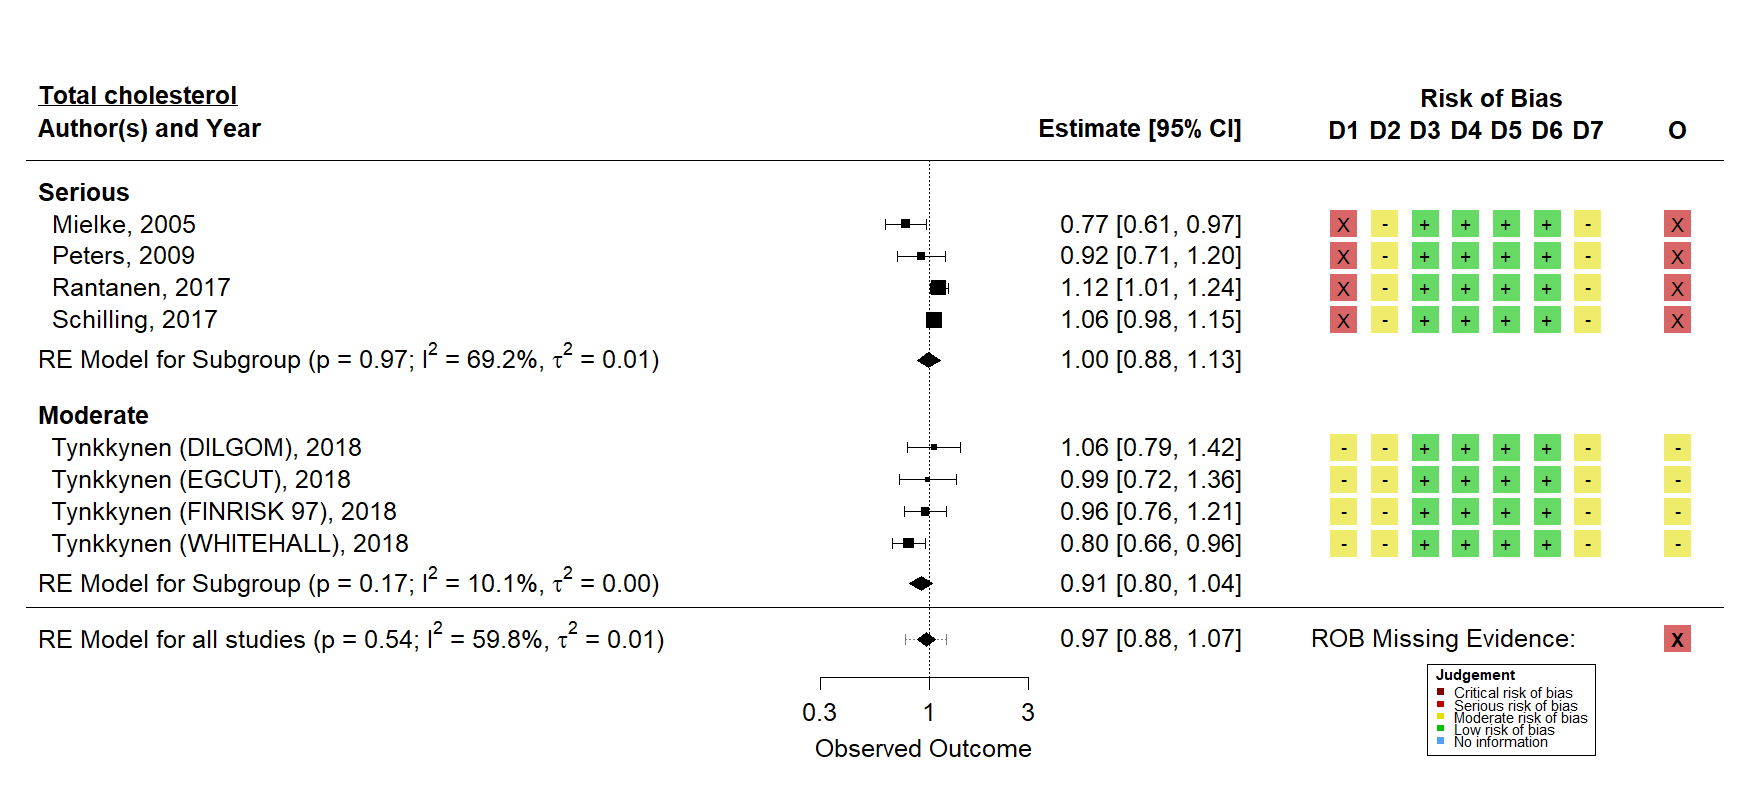 Total cholesterol
Risk of Bias
Author(s) and Year Estimate [95% CI] D1 D2 D3 D4 D5 D6 D7 O
Serious
Mielke, 2005 0.77 [0.61, 0.97] X - + + + + - X
Peters, 2009 0.92 [0.71, 1.20] X - + + + + - X
Rantanen, 2017 1.12 [1.01, 1.24] X - + + + + - X
Schilling, 2017 1.06 [0.98, 1.15] X - + + + + - X
RE Model for Subgroup (p = 0.97; I2 = 69.2%, τ2 = 0.01) 1.00 [0.88, 1.13]
Moderate
Tynkkynen (DILGOM), 2018 1.06 [0.79, 1.42] - - + + + + - -
Tynkkynen (EGCUT), 2018 0.99 [0.72, 1.36] - - + + + + - -
Tynkkynen (FINRISK 97), 2018 0.96 [0.76, 1.21] - - + + + + - -
Tynkkynen (WHITEHALL), 2018 0.80 [0.66, 0.96] - - + + + + - -
RE Model for Subgroup (p = 0.17; I2 = 10.1%, τ2 = 0.00) 0.91 [0.80, 1.04]
RE Model for all studies (p = 0.54; I2 = 59.8%, τ2 = 0.01) 0.97 [0.88, 1.07] ROB Missing Evidence: X
0.3 1 3
Observed Outcome
Judgement
Critical risk of bias
Serious risk of bias
Moderate risk of bias
Low risk of bias
No information